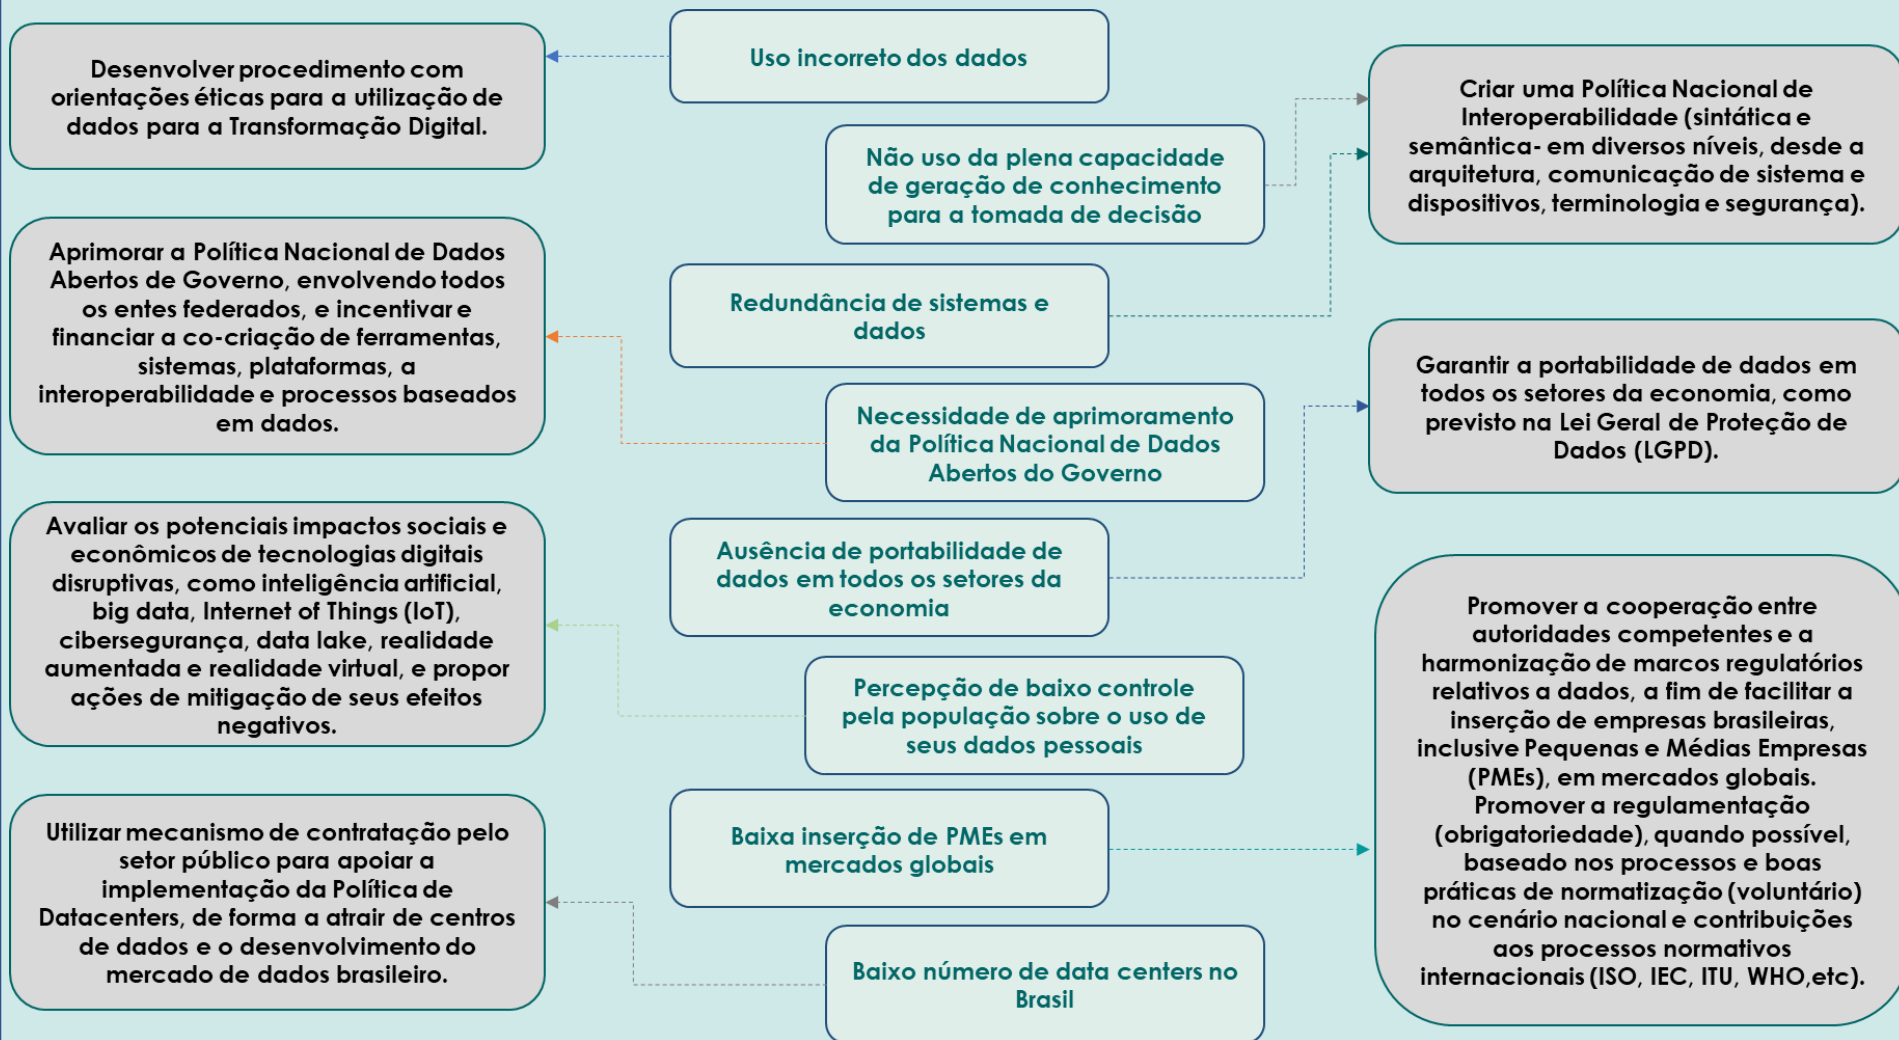 Desenvolver procedimento com
orientações éticas para a utilização de
dados para a Transformação Digital.
Aprimorar a Política Nacional de Dados
Abertos de Governo, envolvendo todos
os entes federados, e incentivar e
financiar a co-criação de ferramentas,
sistemas, plataformas, a
interoperabilidade e processos baseados
em dados.
Avaliar os potenciais impactos sociais e
econômicos de tecnologias digitais
disruptivas, como inteligência artificial,
big data, Internet of Things (IoT),
cibersegurança, data lake, realidade
aumentada e realidade virtual, e propor
ações de mitigação de seus efeitos
negativos.
Utilizar mecanismo de contratação pelo
setor público para apoiar a
implementação da Política de
Datacenters, de forma a atrair de centros
de dados e o desenvolvimento do
mercado de dados brasileiro.
Uso incorreto dos dados
Não uso da plena capacidade
de geração de conhecimento
para a tomada de decisão
Redundância de sistemas e
dados
Necessidade de aprimoramento
da Política Nacional de Dados
Abertos do Governo
Ausência de portabilidade de
dados em todos os setores da
economia
Percepção de baixo controle
pela população sobre o uso de
seus dados pessoais
Baixa inserção de PMEs em
mercados globais
Baixo número de data centers no
Brasil
Criar uma Política Nacional de
Interoperabilidade (sintática e
semântica- em diversos níveis, desde a
arquitetura, comunicação de sistema e
dispositivos, terminologia e segurança).
Garantir a portabilidade de dados em
todos os setores da economia, como
previsto na Lei Geral de Proteção de
Dados (LGPD).
Promover a cooperação entre
autoridades competentes e a
harmonização de marcos regulatórios
relativos a dados, a fim de facilitar a
inserção de empresas brasileiras,
inclusive Pequenas e Médias Empresas
(PMEs), em mercados globais.
Promover a regulamentação
(obrigatoriedade), quando possível,
baseado nos processos e boas
práticas de normatização (voluntário)
no cenário nacional e contribuições
aos processos normativos
internacionais (ISO, IEC, ITU, WHO,etc).